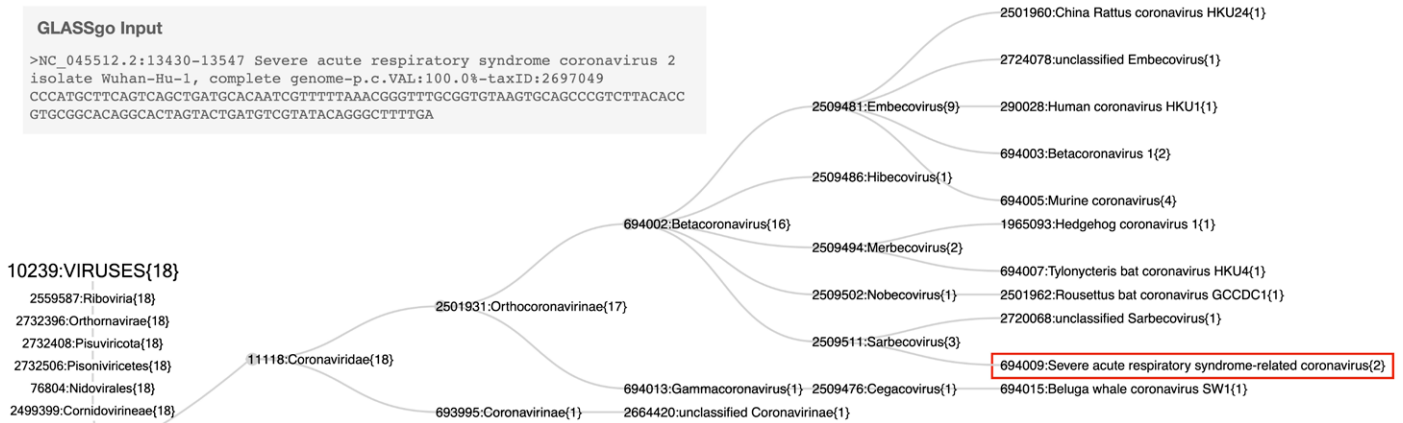 GLASSgo Input
>NC_045512.2:13430-13547 Severe acute respiratory syndrome coronavirus 2
isolate Wuhan-Hu-1, complete genome-p.c.VAL:100.0%-taxID:2697049
CCCATGCTTCAGTCAGCTGATGCACAATCGTTTTTAAACGGGTTTGCGGTGTAAGTGCAGCCCGTCTTACACC
GTGCGGCACAGGCACTAGTACTGATGTCGTATACAGGGCTTTTGA
10239:VIRUSES{18}
2559587:Riboviria{18}
2732396:Orthornavirae{18}
2732408:Pisuviricota{18}
2732506:Pisoniviricetes{18}
76804:Nidovirales{18}
2499399:Cornidovirineae{18}
11118:Coronaviridae{18}
2501931:Orthocoronavirinae{17}
693995:Coronavirinae{1}
694002:Betacoronavirus{16}
694013:Gammacoronavirus{1}
2664420:unclassified Coronavirinae{1}
2509481:Embecovirus{9}
2509486:Hibecovirus{1}
2509494:Merbecovirus{2}
2509502:Nobecovirus{1}
2509511:Sarbecovirus{3}
2509476:Cegacovirus{1}
2501960:China Rattus coronavirus HKU24{1}
2724078:unclassified Embecovirus{1}
290028:Human coronavirus HKU1{1}
694003:Betacoronavirus 1{2}
694005:Murine coronavirus{4}
1965093:Hedgehog coronavirus 1{1}
694007:Tylonycteris bat coronavirus HKU4{1}
2501962:Rousettus bat coronavirus GCCDC1{1}
2720068:unclassified Sarbecovirus{1}
694009:Severe acute respiratory syndrome-related coronavirus{2}
694015:Beluga whale coronavirus SW1{1}